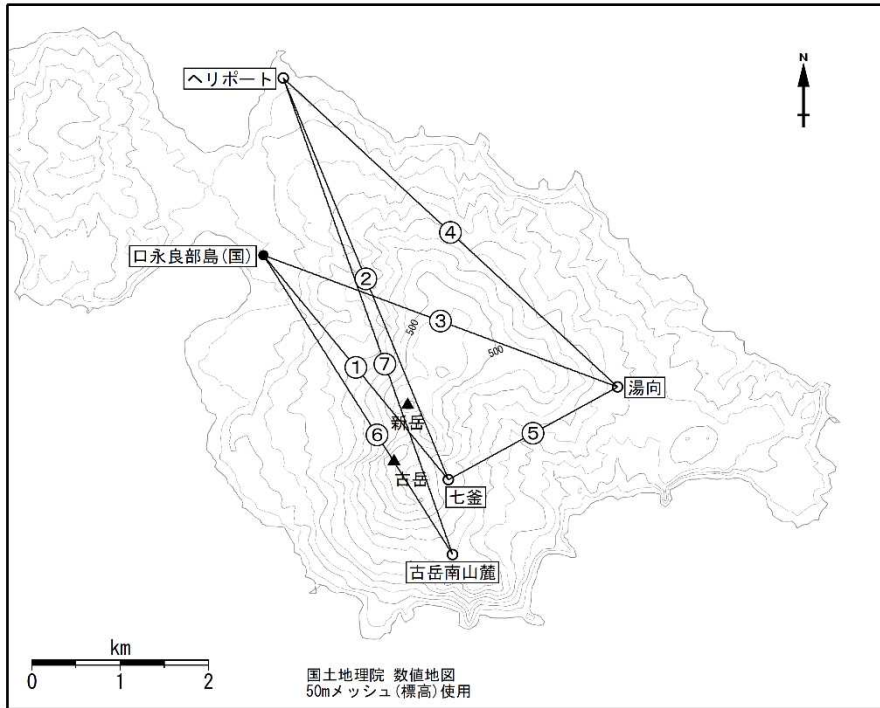 N
ヘリポート
④
口永良部島(国)
②
③
500
500
①
⑦
湯向
新岳
⑥
⑤
古岳
七釜
古岳南山麓
km
0 1 2
国土地理院 数値地図
50mメッシュ(標高)使用